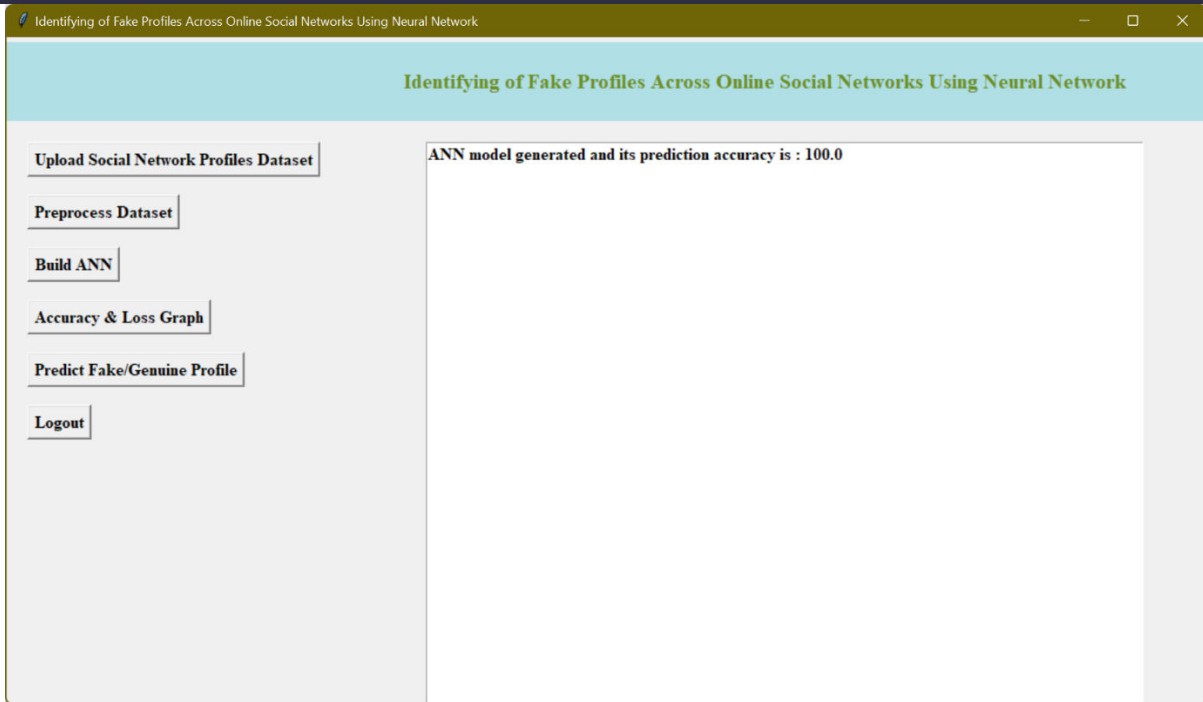 Identifying of Fake Profiles Across Online Social Networks Using Neural Network
Identifying of Fake Profiles Across Online Social Networks Using Neural Network
Upload Social Network Profiles Dataset
Preprocess Dataset
Build ANN
Accuracy & Loss Graph
Predict Fake/Genuine Profile
Logout
ANN model generated and its prediction accuracy is : 100.0